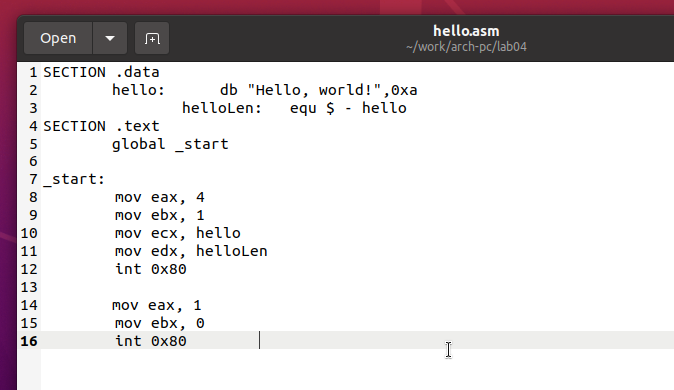 Open
hello.asm
~/work/arch-pc/lab04
1 SECTION .data
2 hello: db "Hello, world!",0xa
3 helloLen: equ $ - hello
4 SECTION .text
5 global _start
6
7 _start:
8 mov eax, 4
9 mov ebx, 1
10 mov ecx, hello
11 mov edx, helloLen
12 int 0x80
13
14 mov eax, 1
15 mov ebx, 0
16 int 0x80